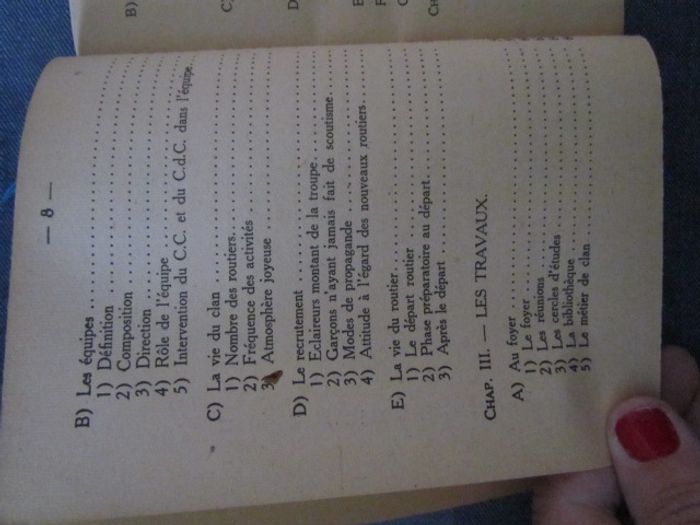 — 8 —
B) Les équipes
1) Définition
2) Composition
3) Direction
4) Rôle de l'équipe
5) Intervention du C.C. et du C.d.C. dans l'équipe
C) La vie du clan
1) Nombre des routiers
2) Fréquence des activités
3) Atmosphère joyeuse
D) Le recrutement
1) Eclaireurs montant de la troupe
2) Garçons n'ayant jamais fait de scoutisme
3) Modes de propagande
4) Attitude à l'égard des nouveaux routiers
E) La vie du routier
1) Le départ routier
2) Phase préparatoire au départ
3) Après le départ
CHAP. III. — LES TRAVAUX.
A) Au foyer
1) Le foyer
2) Les réunions
3) Les cercles d'études
4) La bibliothèque
5) Le métier de clan
B)
C)
D)